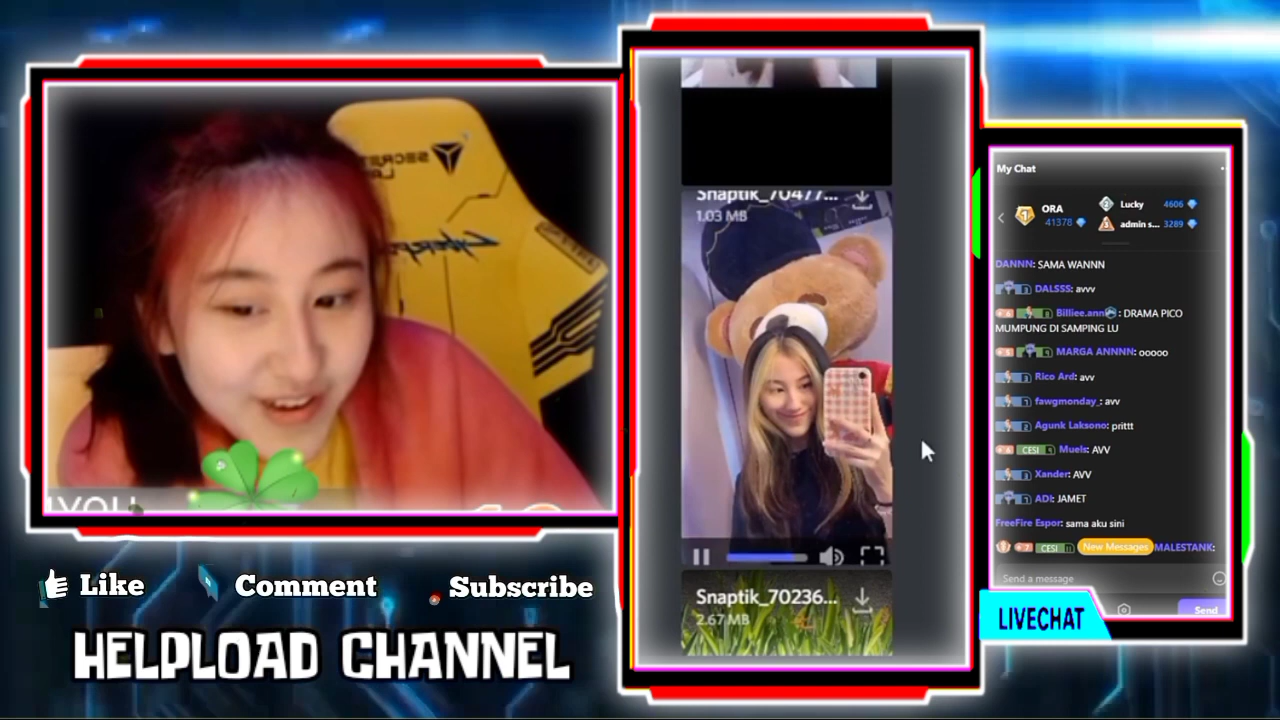 Like
Comment
Subscribe
HELPLOAD CHANNEL
Snaptik_70477...
1.03 MB
Snaptik_70236...
2.67 MB
My Chat
ORA
41378
Lucky 4606
admin s... 3289
DANNN: SAMA WANNN
DALSSS: avvv
Billiee.ann: DRAMA PICO
MUMPUNG DI SAMPING LU
MARGA ANNNN: ooooo
Rico Ard: avv
fawgmonday_: avv
Agunk Laksono: prittt
CESI Muels: AVV
Xander: AVV
ADI: JAMET
FreeFire Espor: sama aku sini
CESI New Messages MALESTANK:
Send a message
Send
LIVECHAT